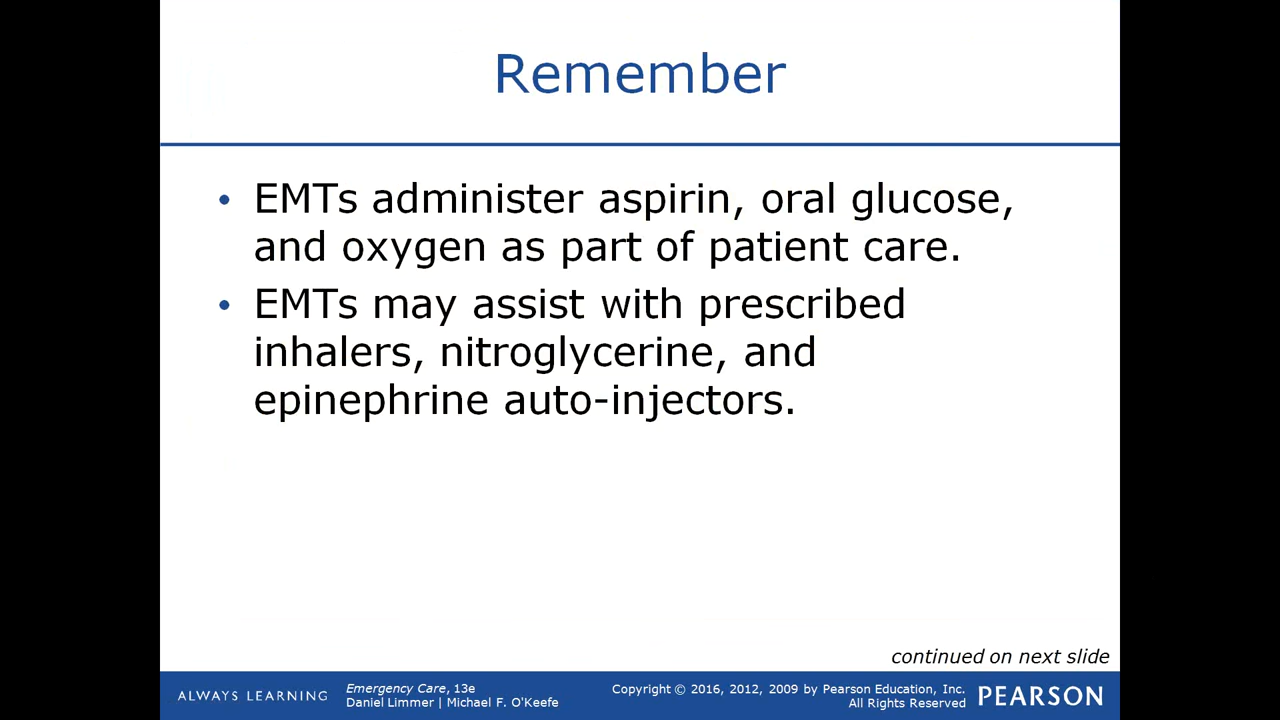 Remember
• EMTs administer aspirin, oral glucose,
and oxygen as part of patient care.
• EMTs may assist with prescribed
inhalers, nitroglycerine, and
epinephrine auto-injectors.
continued on next slide
ALWAYS LEARNING
Emergency Care, 13e
Daniel Limmer | Michael F. O'Keefe
Copyright © 2016, 2012, 2009 by Pearson Education, Inc.
All Rights Reserved
PEARSON